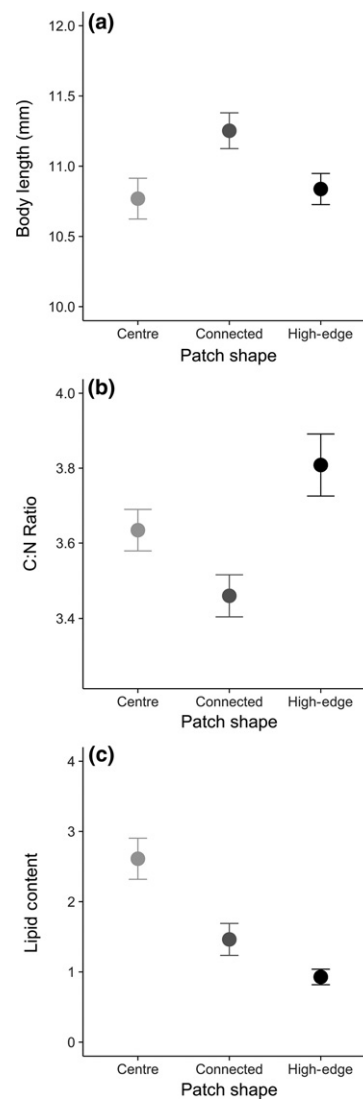 (a)
Body length (mm)
12.0
11.5
11.0
10.5
10.0
Centre Connected High-edge
Patch shape
(b)
C:N Ratio
4.0
3.8
3.6
3.4
Centre Connected High-edge
Patch shape
(c)
Lipid content
4
3
2
1
0
Centre Connected High-edge
Patch shape